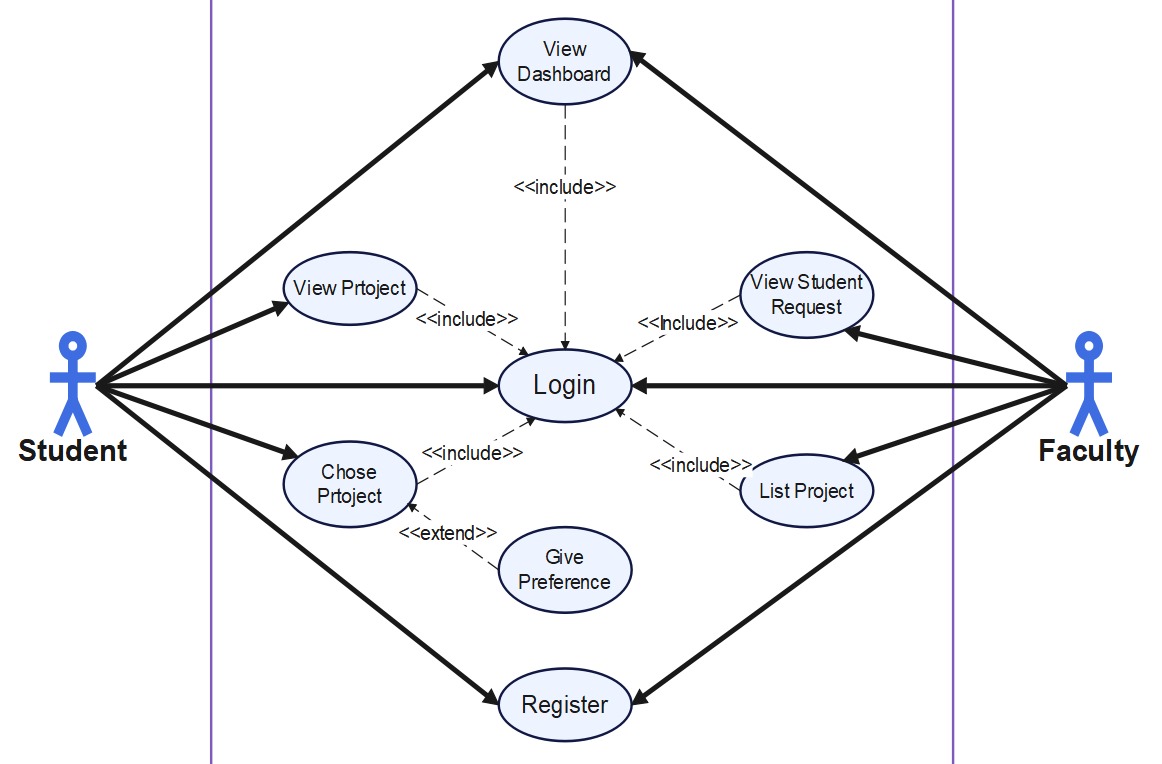 View
Dashboard
<<include>>
View Prtoject
<<include>>
View Student
Request
<<Include>>
Login
Student
Faculty
Chose
Prtoject
<<include>>
<<include>>
List Project
<<extend>>
Give
Preference
Register